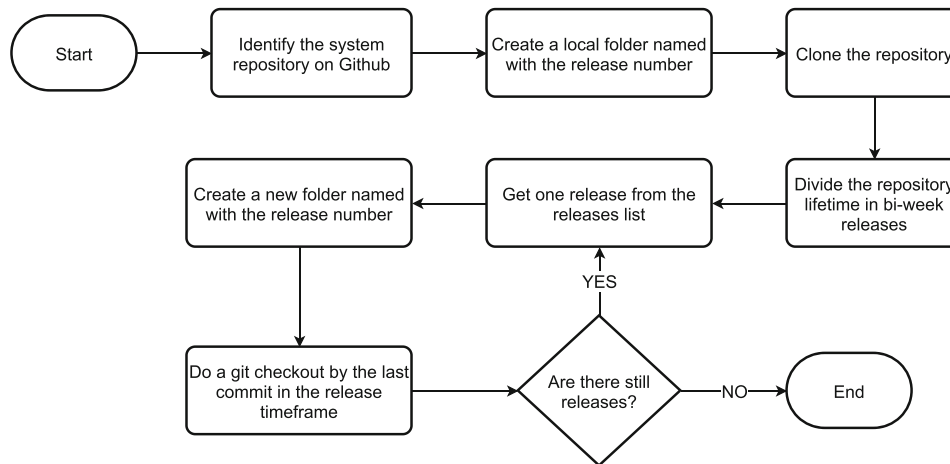 Start
Identify the system
repository on Github
Create a local folder named
with the release number
Clone the repository
Create a new folder named
with the release number
Get one release from the
releases list
Divide the repository
lifetime in bi-week
releases
YES
Do a git checkout by the last
commit in the release
timeframe
Are there still
releases?
NO
End